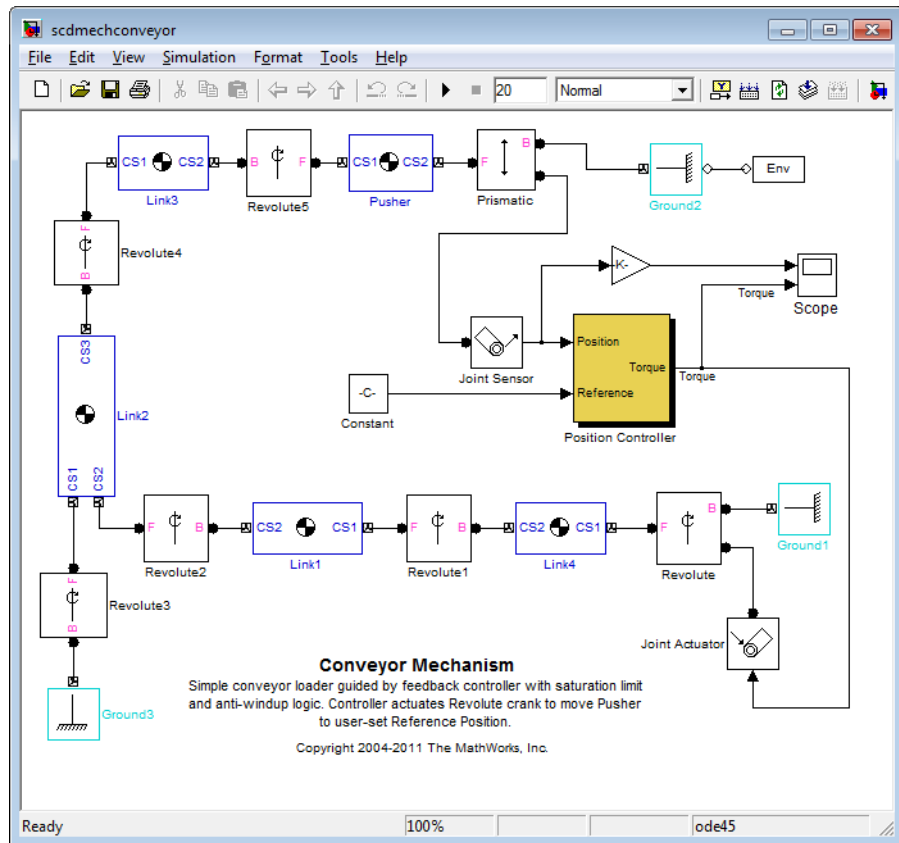 scdmechconveyor
File Edit View Simulation Format Tools Help
20 Normal
CS1 CS2
Link3
B F
Revolute5
CS1 CS2
Pusher
F B
Prismatic
Ground2
Env
F
B
Revolute4
K-
Torque
Scope
Joint Sensor
Position
Torque
Reference
Position Controller
Torque
-C-
Constant
CS3
CS1
CS2
Link2
F B
Revolute2
CS2 CS1
Link1
F B
Revolute1
CS2 CS1
Link4
F B
Revolute
Ground1
F
B
Revolute3
Joint Actuator
Ground3
Conveyor Mechanism
Simple conveyor loader guided by feedback controller with saturation limit
and anti-windup logic. Controller actuates Revolute crank to move Pusher
to user-set Reference Position.
Copyright 2004-2011 The MathWorks, Inc.
Ready 100% ode45